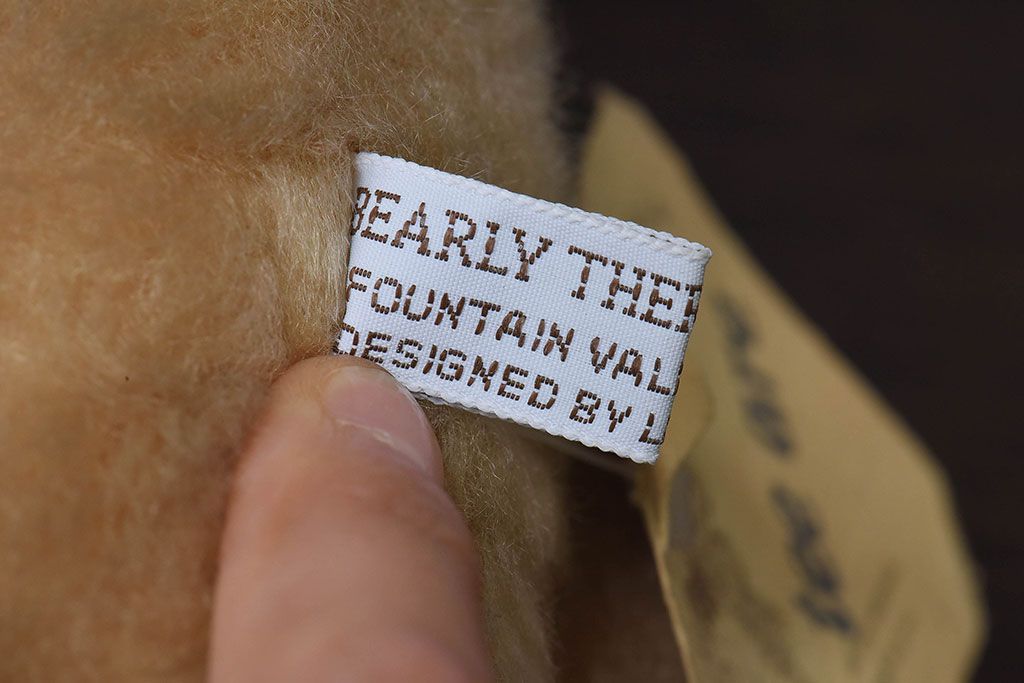 BEARLY THER
FOUNTAIN VAL
DESIGNED BY L